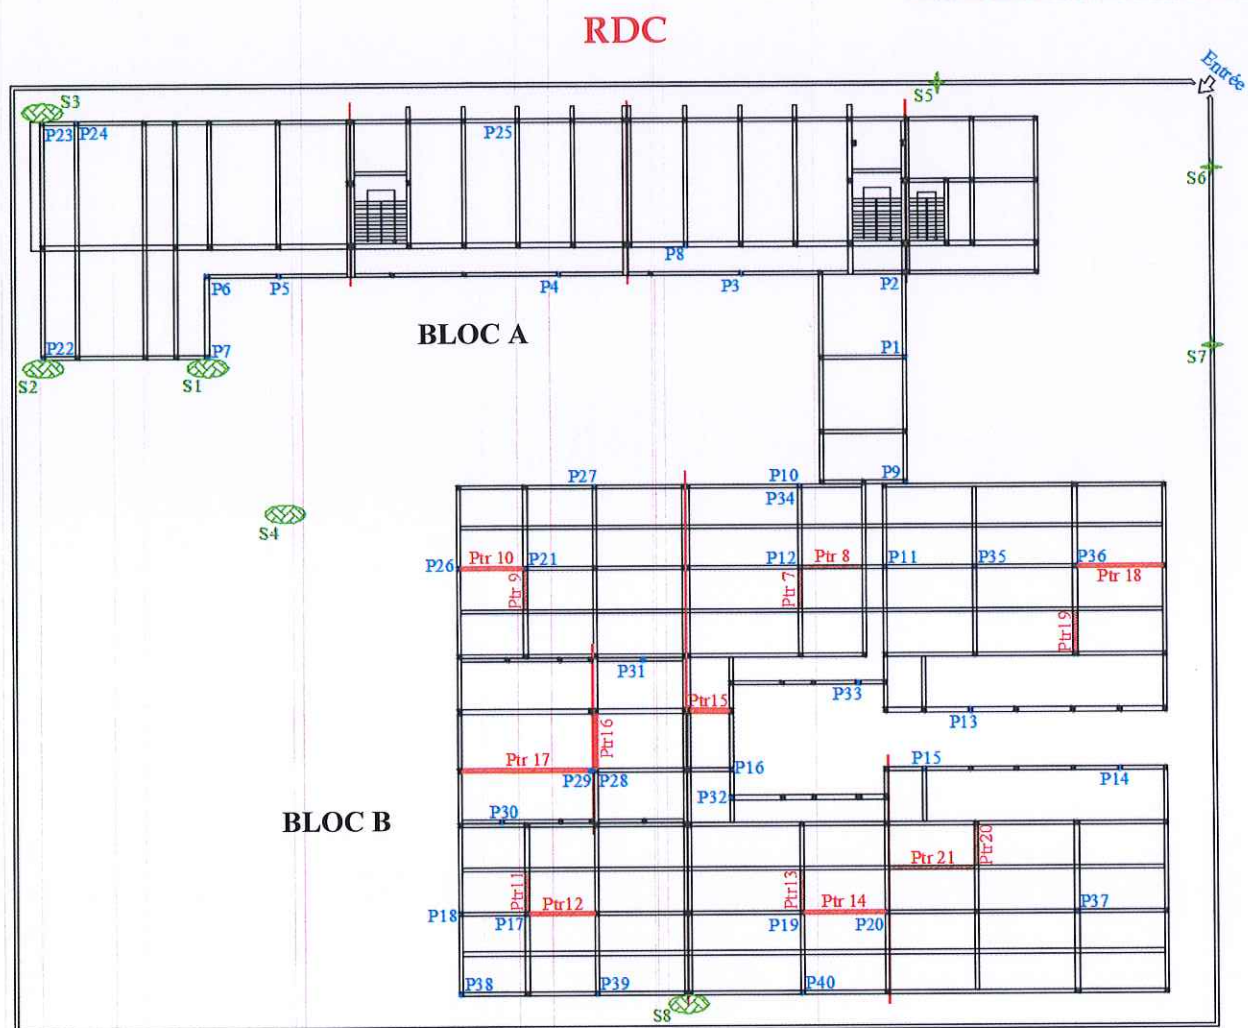 RDC
Entrée
S3
S5
P23 P24
P25
S6
P8
P6 P5
P4
P3
P2
BLOC A
P22
P7
P1
S2
S1
S7
P27
P10
P9
P34
S4
P26
Ptr 10
P21
P12
Ptr 8
P11
P35
P36
Ptr 9
Ptr 7
Ptr 18
Ptr19
P31
P33
Ptr15
P13
Ptr16
Ptr 17
P29 P28
P16
P15
P14
P32
P30
BLOC B
Ptr20
Ptr 21
Ptr11
Ptr12
Ptr13
Ptr 14
P37
P18
P17
P19
P20
P38
P39
P40
S8